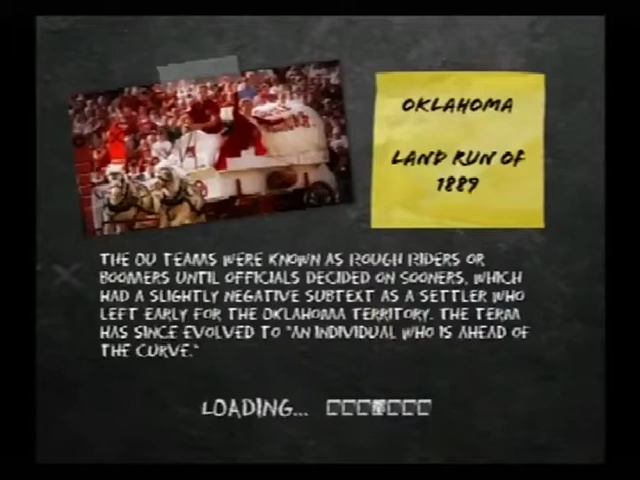 OKLAHOMA
LAND RUN OF
1889
THE OU TEAMS WERE KNOWN AS ROUGH RIDERS OR
BOOMERS UNTIL OFFICIALS DECIDED ON SOONERS, WHICH
HAD A SLIGHTLY NEGATIVE SUBTEXT AS A SETTLER WHO
LEFT EARLY FOR THE OKLAHOMA TERRITORY. THE TERM
HAS SINCE EVOLVED TO "AN INDIVIDUAL WHO IS AHEAD OF
THE CURVE."
LOADING...